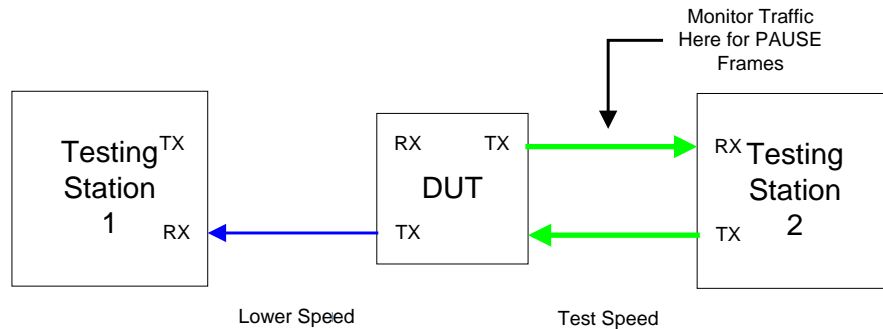 Monitor Traffic
Here for PAUSE
Frames
Testing
Station
1
TX
RX
RX
TX
DUT
TX
RX
TX
Testing
Station
2
Lower Speed
Test Speed